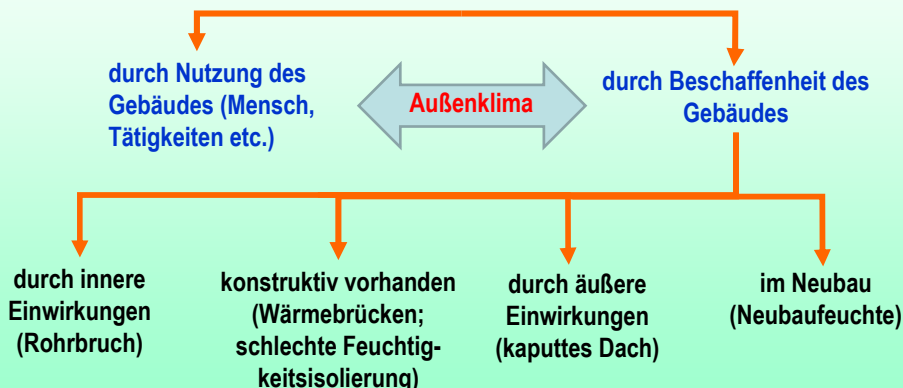 durch Nutzung des
Gebäudes (Mensch,
Tätigkeiten etc.)
Außenklima
durch Beschaffenheit des
Gebäudes
durch innere
Einwirkungen
(Rohrbruch)
konstruktiv vorhanden
(Wärmebrücken;
schlechte Feuchtig-
keitsisolierung)
durch äußere
Einwirkungen
(kaputtes Dach)
im Neubau
(Neubaufeuchte)